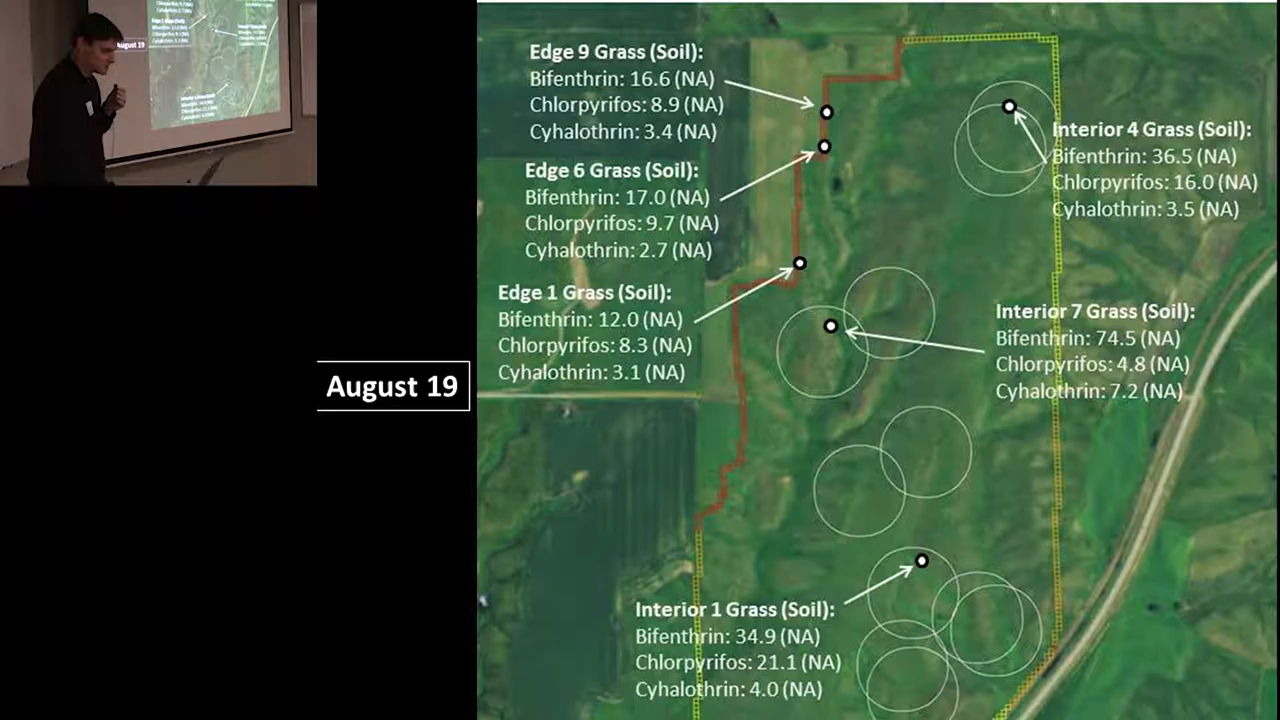 Edge 9 Grass (Soil):
Bifenthrin: 16.6 (NA)
Chlorpyrifos: 8.9 (NA)
Cyhalothrin: 3.4 (NA)
Edge 6 Grass (Soil):
Bifenthrin: 17.0 (NA)
Chlorpyrifos: 9.7 (NA)
Cyhalothrin: 2.7 (NA)
Edge 1 Grass (Soil):
Bifenthrin: 12.0 (NA)
Chlorpyrifos: 8.3 (NA)
Cyhalothrin: 3.1 (NA)
Interior 4 Grass (Soil):
Bifenthrin: 36.5 (NA)
Chlorpyrifos: 16.0 (NA)
Cyhalothrin: 3.5 (NA)
Interior 7 Grass (Soil):
Bifenthrin: 74.5 (NA)
Chlorpyrifos: 4.8 (NA)
Cyhalothrin: 7.2 (NA)
August 19
Interior 1 Grass (Soil):
Bifenthrin: 34.9 (NA)
Chlorpyrifos: 21.1 (NA)
Cyhalothrin: 4.0 (NA)
August 19